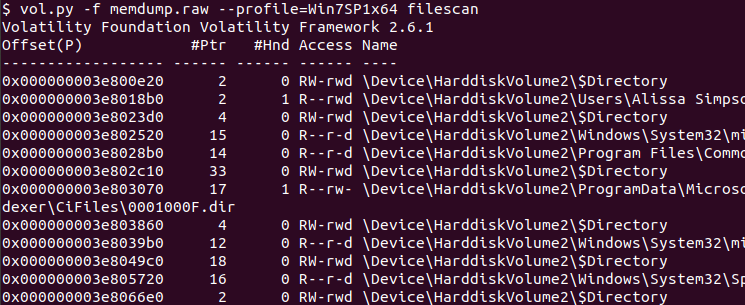 $ vol.py -f memdump.raw --profile=Win7SP1x64 filescan
Volatility Foundation Volatility Framework 2.6.1
Offset(P) #Ptr #Hnd Access Name
------------------ ------ ------ ------ ----
0x000000003e800e20 2 0 RW-rwd \Device\HarddiskVolume2\$Directory
0x000000003e8018b0 2 1 RW-rwd \Device\HarddiskVolume2\Users\Alissa Simpso
0x000000003e8023d0 4 0 RW-rwd \Device\HarddiskVolume2\$Directory
0x000000003e802520 15 0 R--r-d \Device\HarddiskVolume2\Windows\System32\mi
0x000000003e8028b0 14 0 R--r-d \Device\HarddiskVolume2\Program Files\Commo
0x000000003e802c10 33 0 RW-rwd \Device\HarddiskVolume2\$Directory
0x000000003e803070 17 1 R--rw- \Device\HarddiskVolume2\ProgramData\Microso
dexer\CiFiles\0001000F.dir
0x000000003e803860 4 0 RW-rwd \Device\HarddiskVolume2\$Directory
0x000000003e8039b0 12 0 R--r-d \Device\HarddiskVolume2\Windows\System32\mi
0x000000003e8049c0 18 0 RW-rwd \Device\HarddiskVolume2\$Directory
0x000000003e805720 16 0 R--r-d \Device\HarddiskVolume2\Windows\System32\Sp
0x000000003e8066e0 2 0 RW-rwd \Device\HarddiskVolume2\$Directory